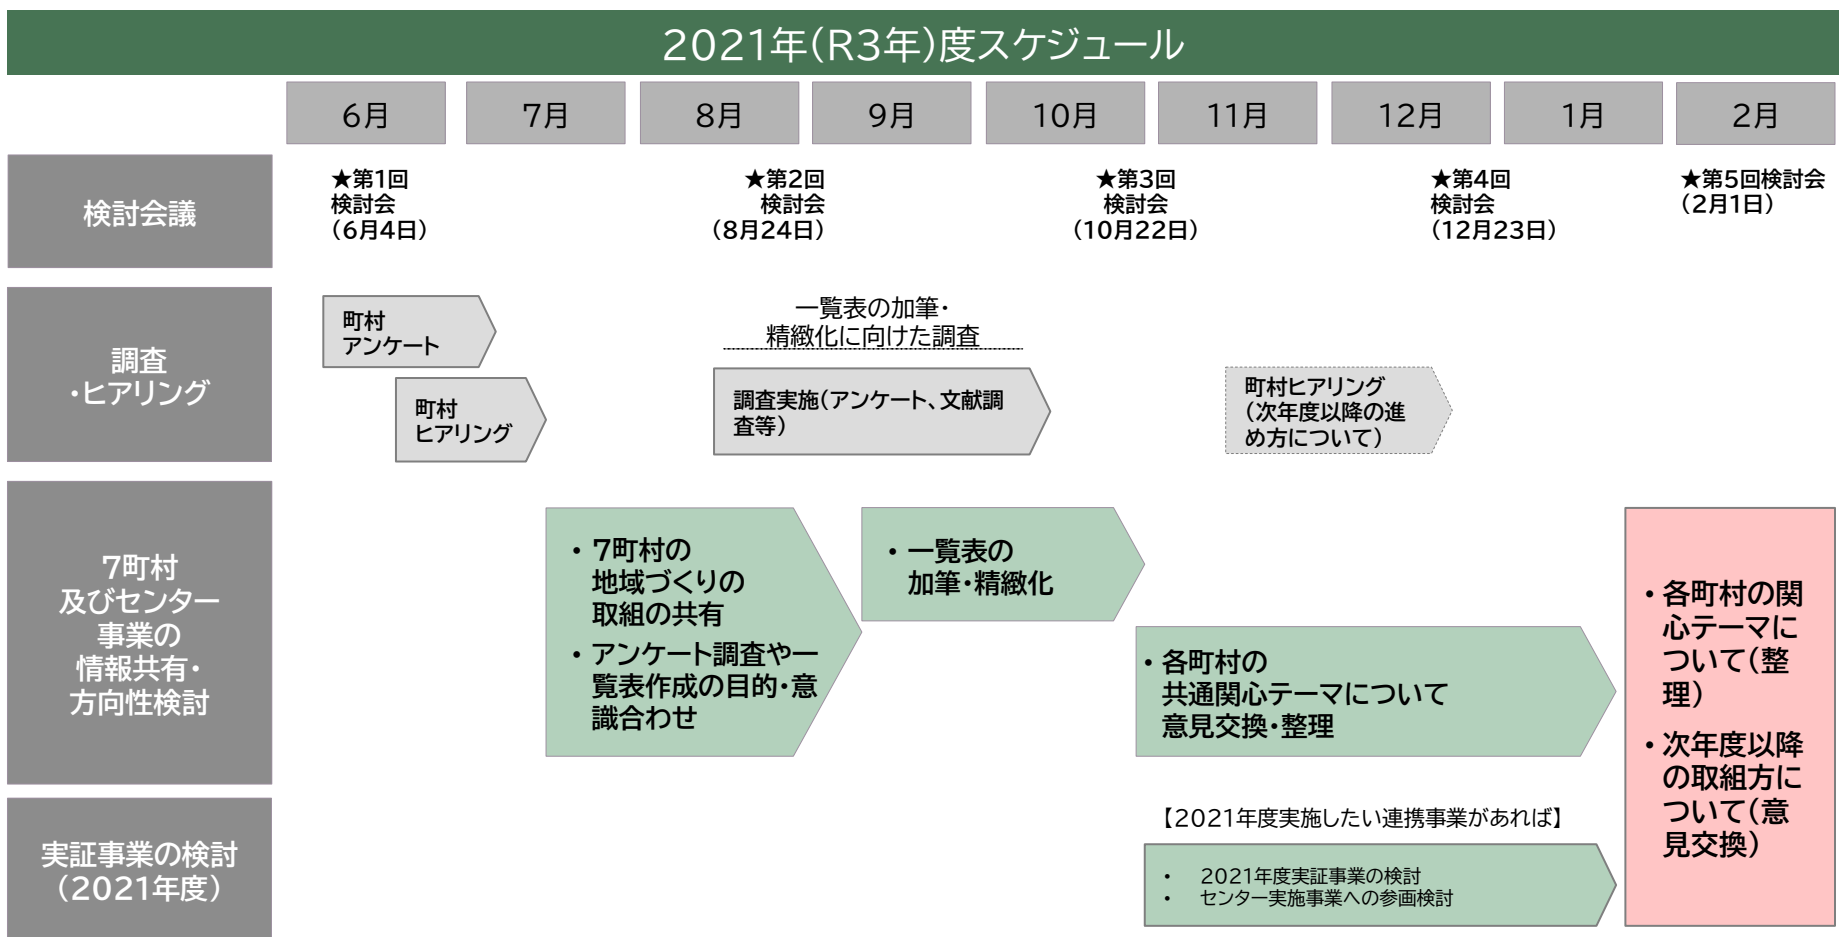 2021年(R3年)度スケジュール
6月
7月
8月
9月
10月
11月
12月
1月
2月
検討会議
★第1回
検討会
(6月4日)
★第2回
検討会
(8月24日)
★第3回
検討会
(10月22日)
★第4回
検討会
(12月23日)
★第5回検討会
(2月1日)
調査
・ヒアリング
町村
アンケート
町村
ヒアリング
一覧表の加筆・
精緻化に向けた調査
調査実施(アンケート、文献調
査等)
町村ヒアリング
(次年度以降の進
め方について)
7町村
及びセンター
事業の
情報共有・
方向性検討
・7町村の
地域づくりの
取組の共有
・アンケート調査や一
覧表作成の目的・意
識合わせ
・一覧表の
加筆・精緻化
・各町村の
共通関心テーマについて
意見交換・整理
・各町村の関
心テーマに
ついて(整
理)
・次年度以降
の取組方に
ついて(意
見交換)
実証事業の検討
(2021年度)
【2021年度実施したい連携事業があれば】
・2021年度実証事業の検討
・センター実施事業への参画検討